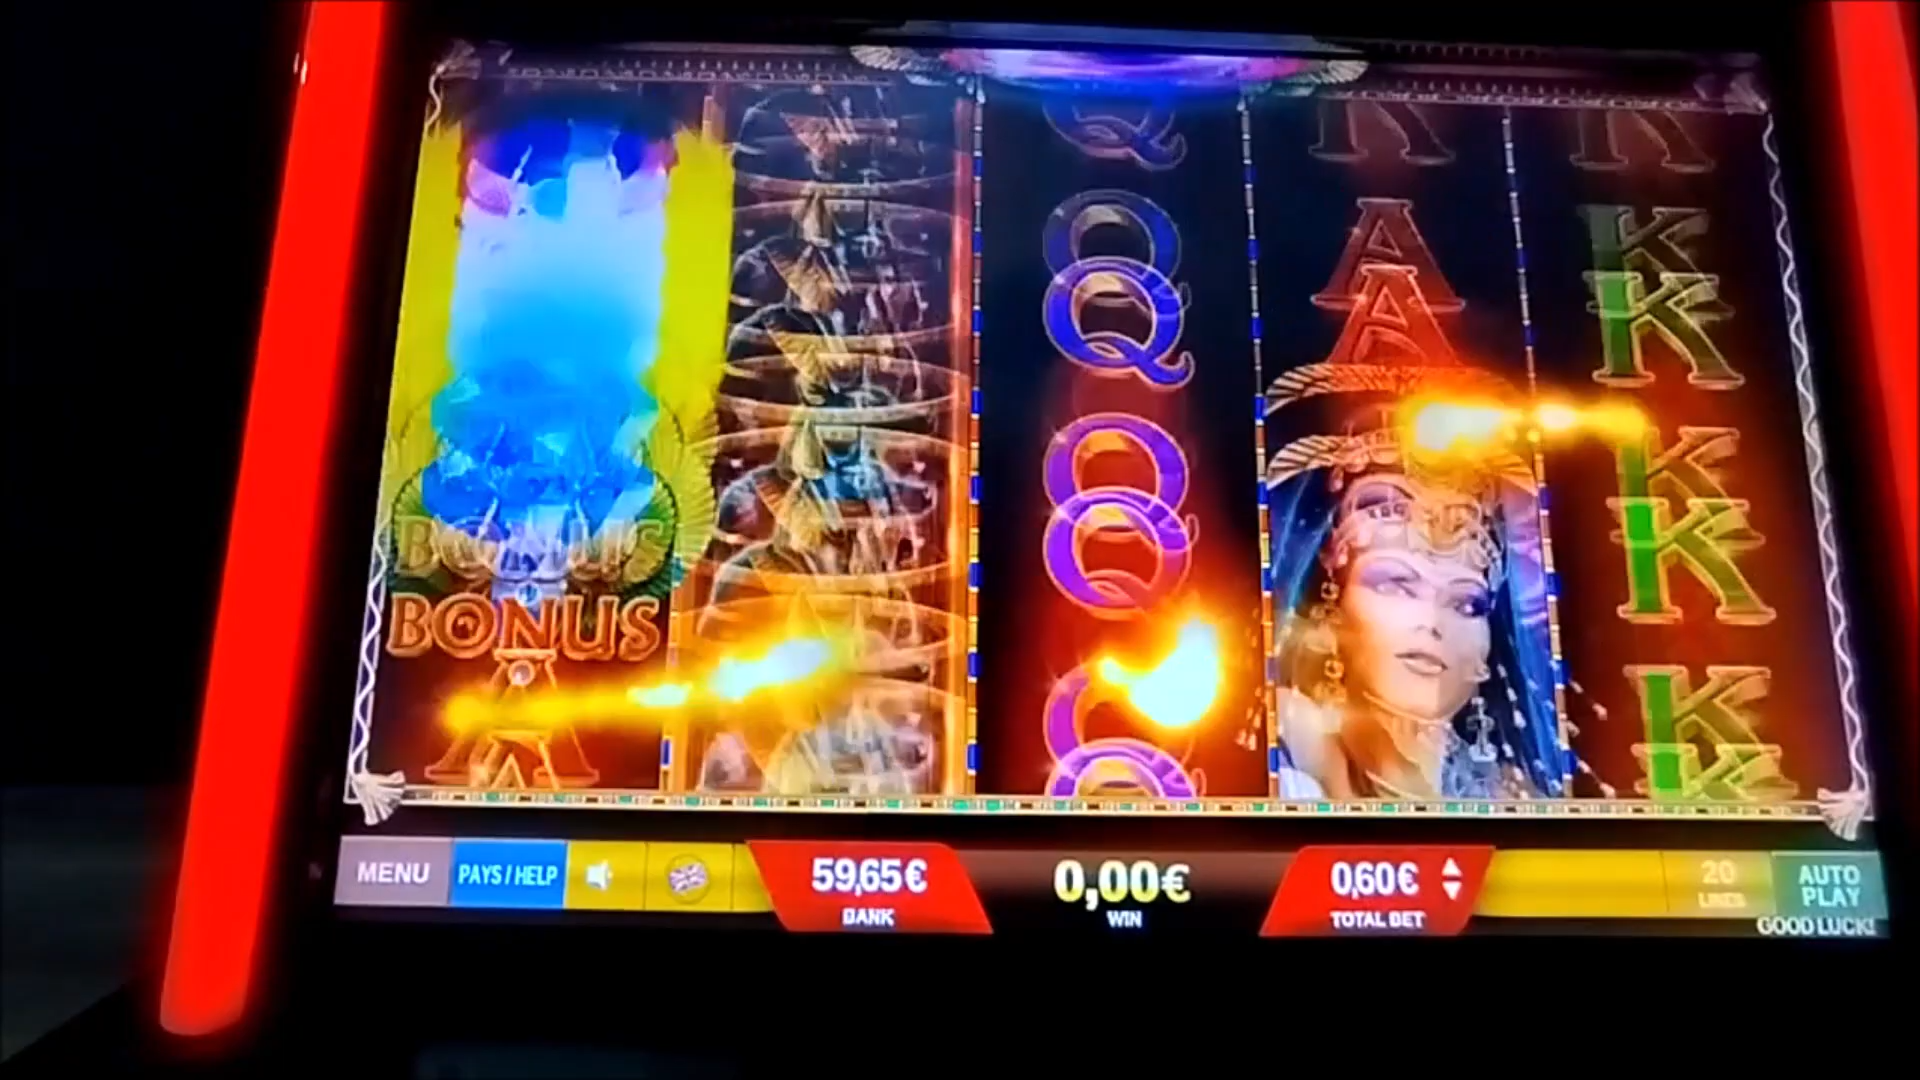 Q K K
Q A K
Q A K
Q K
BONUS Q K
BONUS
A Q K
A Q K
MENU PAYS / HELP 59,65€ 0,00€ 0,60€ 20 AUTO PLAY
BANK WIN TOTAL BET LINES
GOOD LUCK!